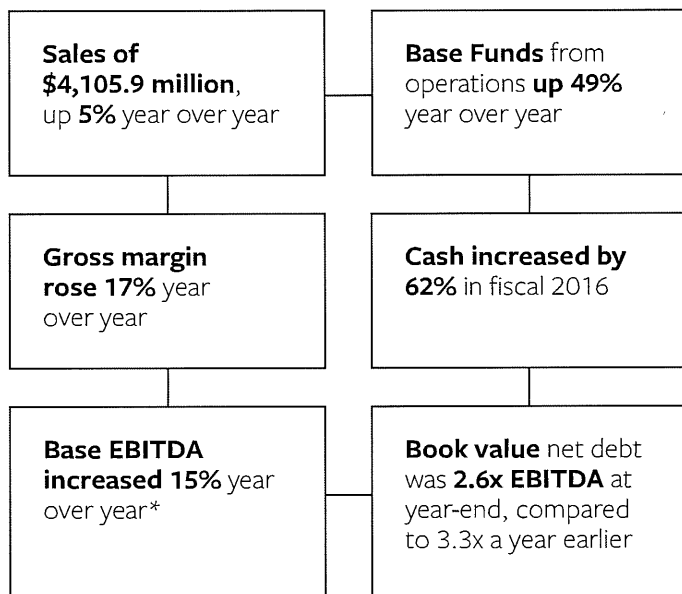 Sales of
$4,105.9 million,
up 5% year over year
Base Funds from
operations up 49%
year over year
Gross margin
rose 17% year
over year
Cash increased by
62% in fiscal 2016
Base EBITDA
increased 15% year
over year*
Book value net debt
was 2.6x EBITDA at
year-end, compared
to 3.3x a year earlier